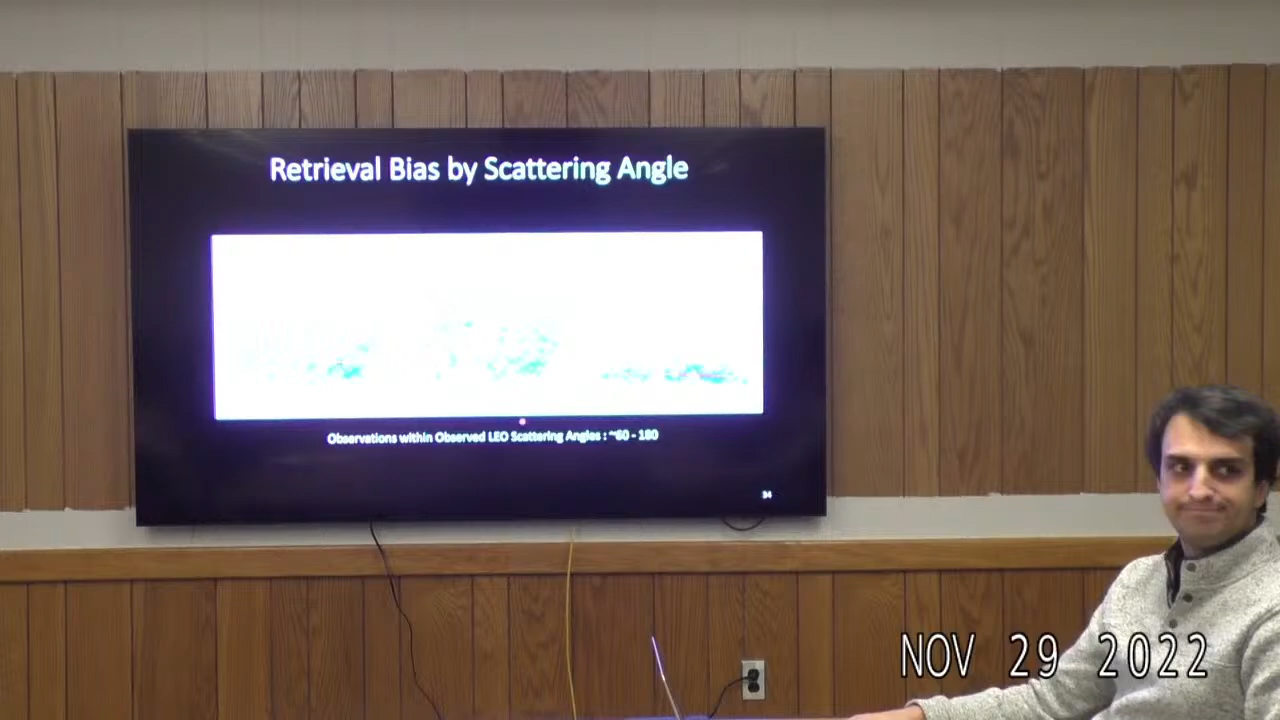 Retrieval Bias by Scattering Angle
Observations within Observed LEO Scattering Angles : ~60 - 180
34
NOV 29 2022